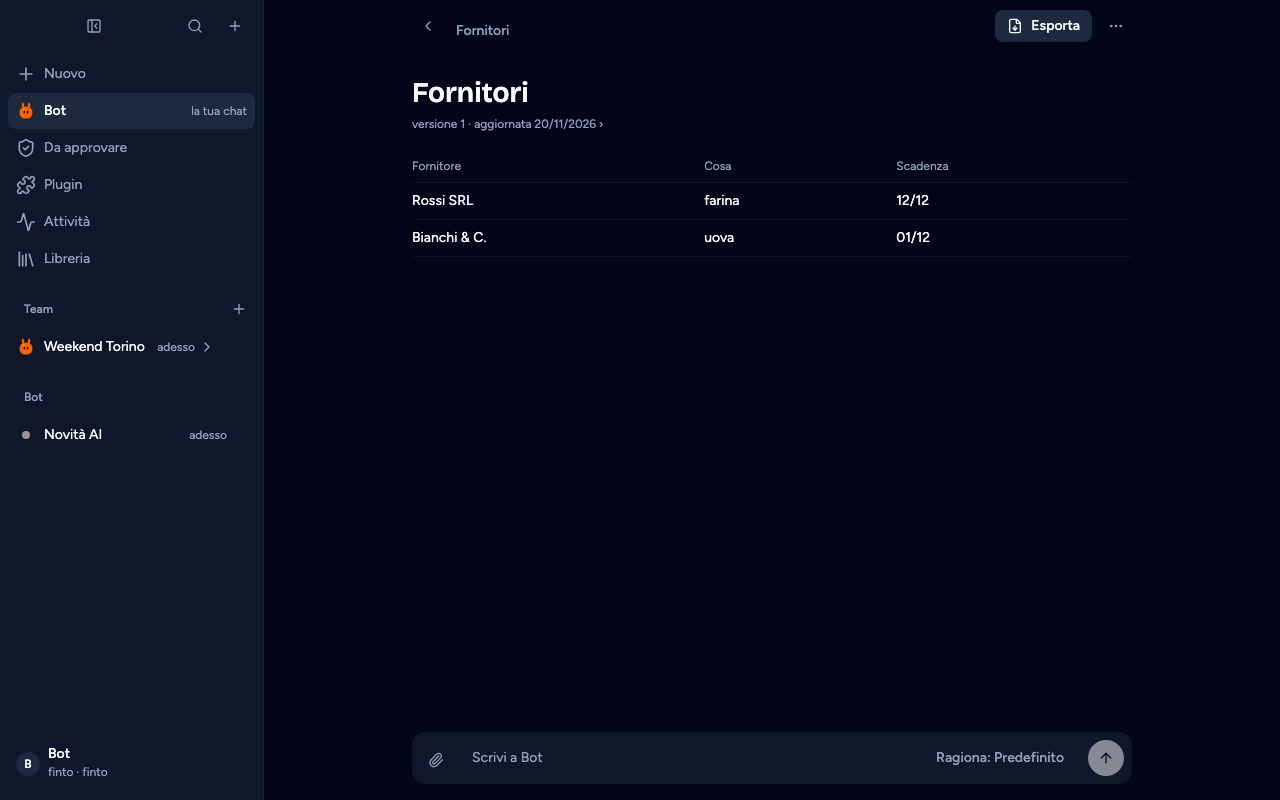 Nuovo
Bot la tua chat
Da approvare
Plugin
Attività
Libreria
Team
Weekend Torino adesso
Bot
Novità AI adesso
B
Bot
finto · finto
Fornitori
Esporta
Fornitori
versione 1 · aggiornata 20/11/2026 ›
Fornitore Cosa Scadenza
Rossi SRL farina 12/12
Bianchi & C. uova 01/12
Scrivi a Bot Ragiona: Predefinito